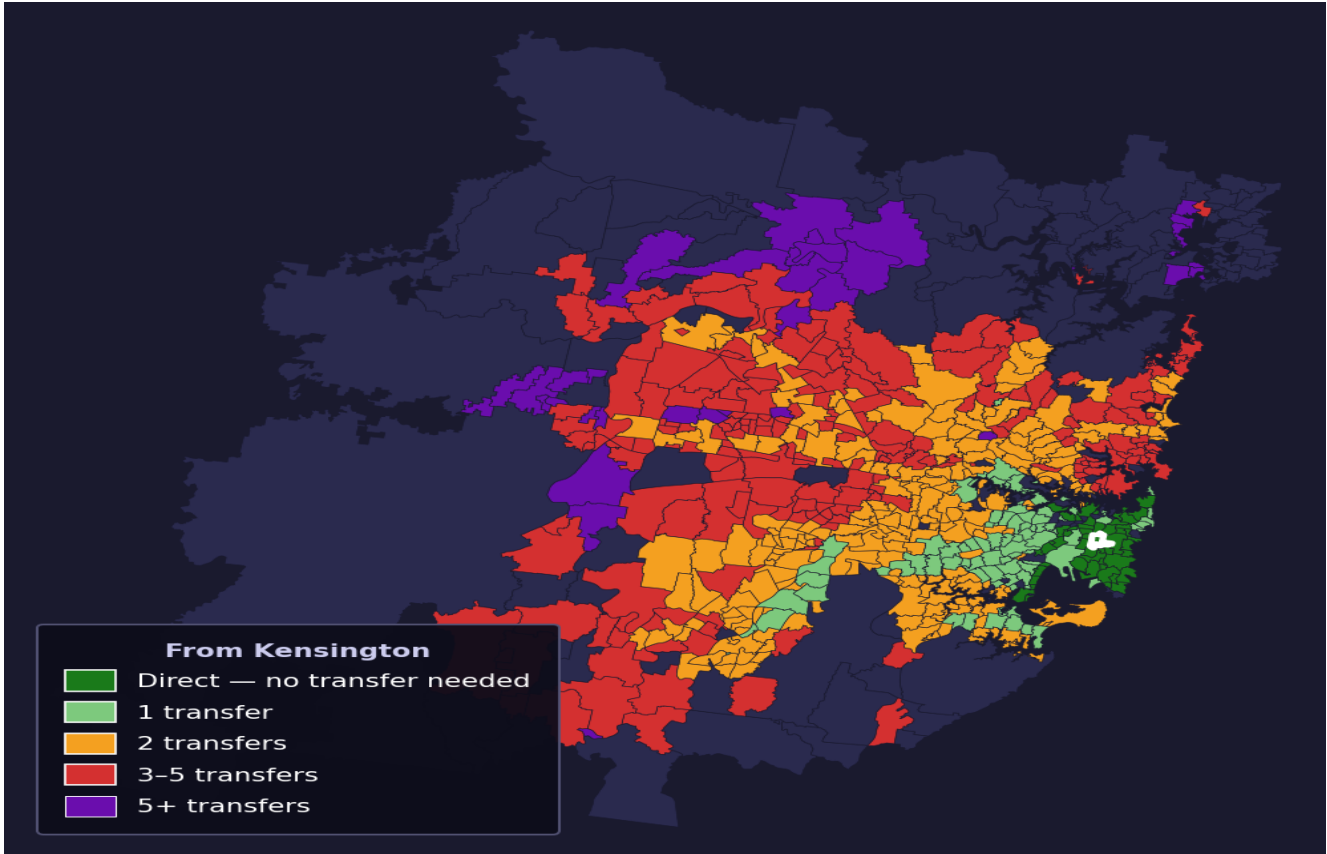 From Kensington
Direct — no transfer needed
1 transfer
2 transfers
3–5 transfers
5+ transfers